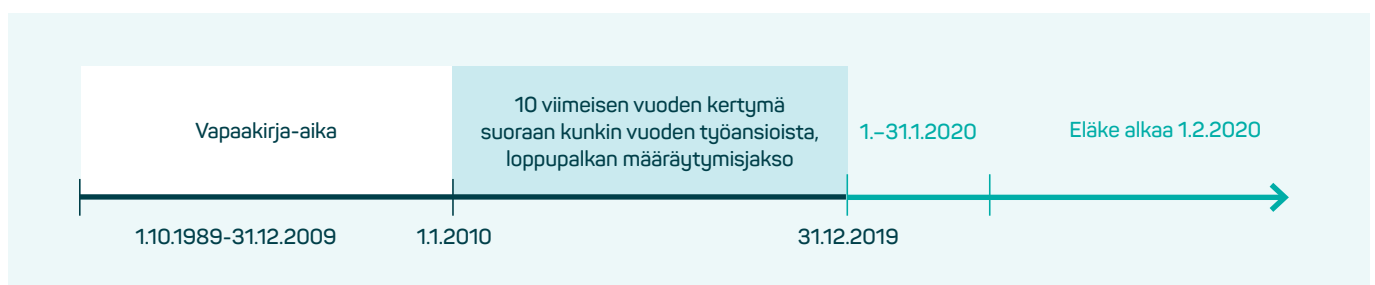 Vapaakirja-aika
10 viimeisen vuoden kertymä
suoraan kunkin vuoden työansioista,
loppupalkan määräytymisjakso
1.–31.1.2020
Eläke alkaa 1.2.2020
1.10.1989-31.12.2009
1.1.2010
31.12.2019